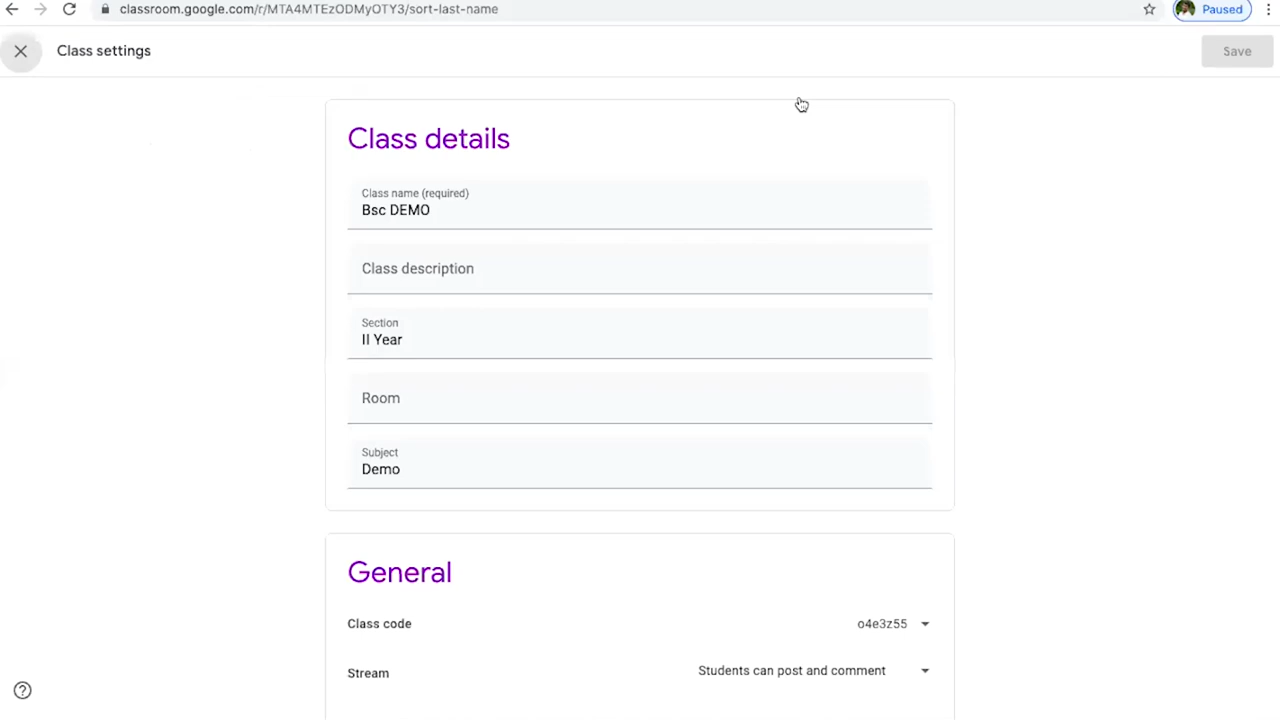 classroom.google.com/r/MTA4MTEzODMyOTY3/sort-last-name
Paused
Class settings
Save
Class details
Class name (required)
Bsc DEMO
Class description
Section
II Year
Room
Subject
Demo
General
Class code
o4e3z55
Stream
Students can post and comment